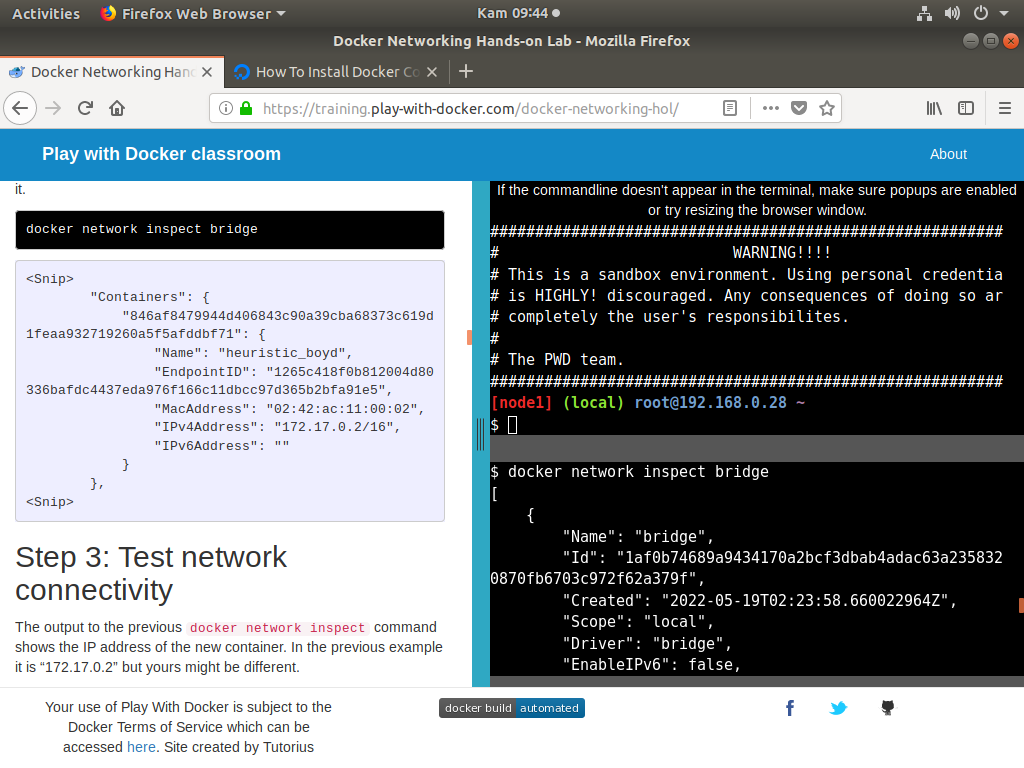 Activities Firefox Web Browser Kam 09:44
Docker Networking Hands-on Lab - Mozilla Firefox
Docker Networking Han How To Install Docker Co
https://training.play-with-docker.com/docker-networking-hol/
Play with Docker classroom About
it.
docker network inspect bridge
<Snip>
"Containers": {
"846af8479944d406843c90a39cba68373c619d
1feaa932719260a5f5afddbf71": {
"Name": "heuristic_boyd",
"EndpointID": "1265c418f0b812004d80
336bafdc4437eda976f166c11dbcc97d365b2bfa91e5",
"MacAddress": "02:42:ac:11:00:02",
"IPv4Address": "172.17.0.2/16",
"IPv6Address": ""
}
},
<Snip>
Step 3: Test network
connectivity
The output to the previous docker network inspect command
shows the IP address of the new container. In the previous example
it is “172.17.0.2” but yours might be different.
If the commandline doesn't appear in the terminal, make sure popups are enabled
or try resizing the browser window.
#########################################################
# WARNING!!!!
# This is a sandbox environment. Using personal credentia
# is HIGHLY! discouraged. Any consequences of doing so ar
# completely the user's responsibilites.
#
# The PWD team.
#########################################################
[node1] (local) root@192.168.0.28 ~
$
$ docker network inspect bridge
[
{
"Name": "bridge",
"Id": "1af0b74689a9434170a2bcf3dbab4adac63a235832
0870fb6703c972f62a379f",
"Created": "2022-05-19T02:23:58.660022964Z",
"Scope": "local",
"Driver": "bridge",
"EnableIPv6": false,
Your use of Play With Docker is subject to the
Docker Terms of Service which can be
accessed here. Site created by Tutorius
docker build automated